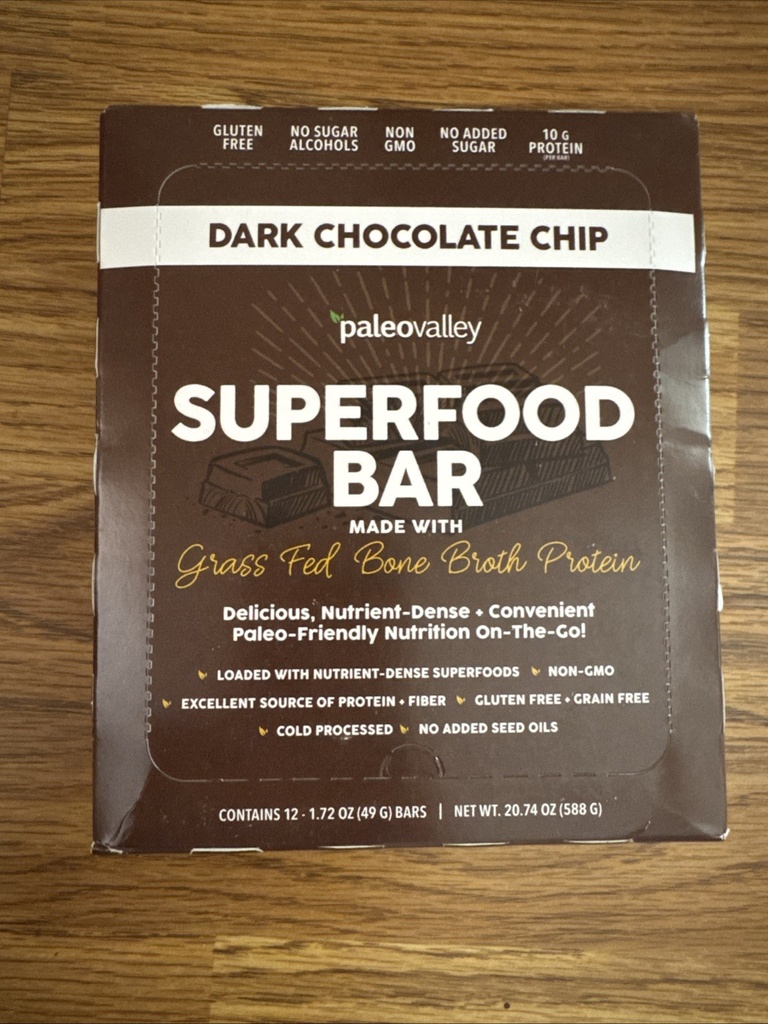 GLUTEN FREE NO SUGAR ALCOHOLS NON GMO NO ADDED SUGAR 10 G PROTEIN (PER BAR)
DARK CHOCOLATE CHIP
paleovalley
SUPERFOOD
BAR
MADE WITH
Grass Fed Bone Broth Protein
Delicious, Nutrient-Dense + Convenient
Paleo-Friendly Nutrition On-The-Go!
LOADED WITH NUTRIENT-DENSE SUPERFOODS NON-GMO
EXCELLENT SOURCE OF PROTEIN + FIBER GLUTEN FREE + GRAIN FREE
COLD PROCESSED NO ADDED SEED OILS
CONTAINS 12 - 1.72 OZ (49 G) BARS | NET WT. 20.74 OZ (588 G)